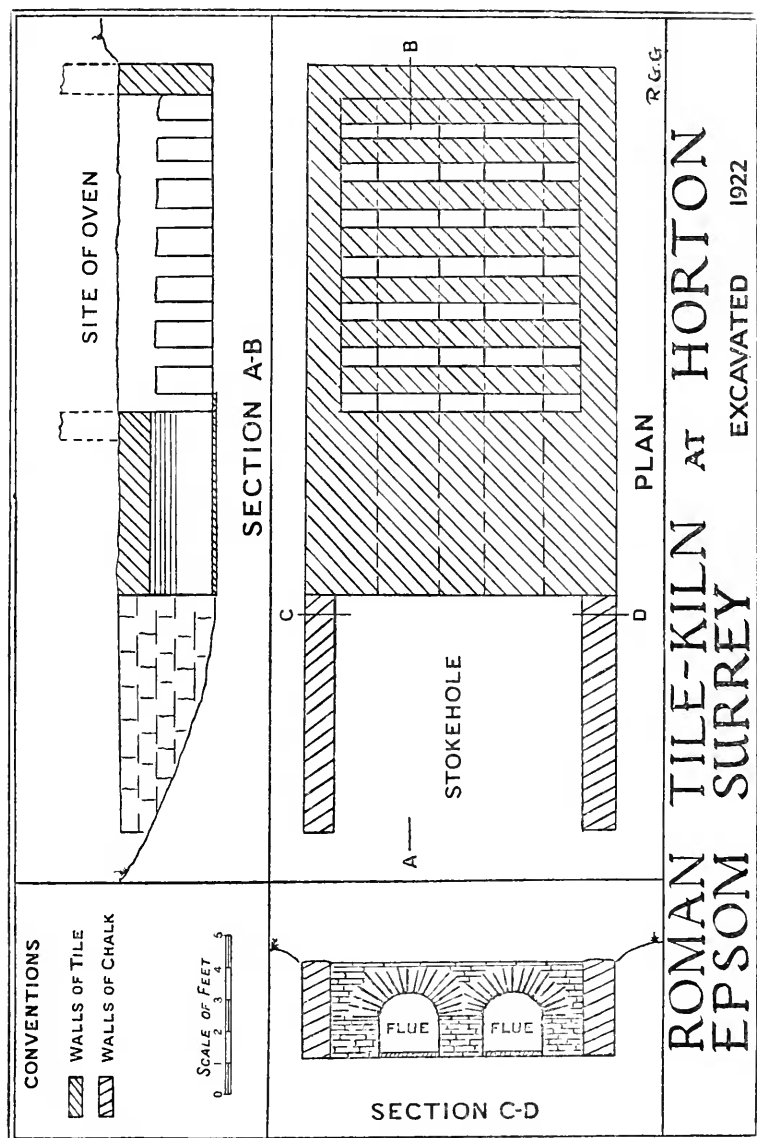 CONVENTIONS
WALLS OF TILE
WALLS OF CHALK
SCALE OF FEET
0 1 2 3 4 5
SITE OF OVEN
SECTION A-B
FLUE
FLUE
SECTION C-D
A
B
C
D
STOKEHOLE
PLAN
R.G.G
ROMAN TILE-KILN AT HORTON
EPSOM SURREY EXCAVATED 1922